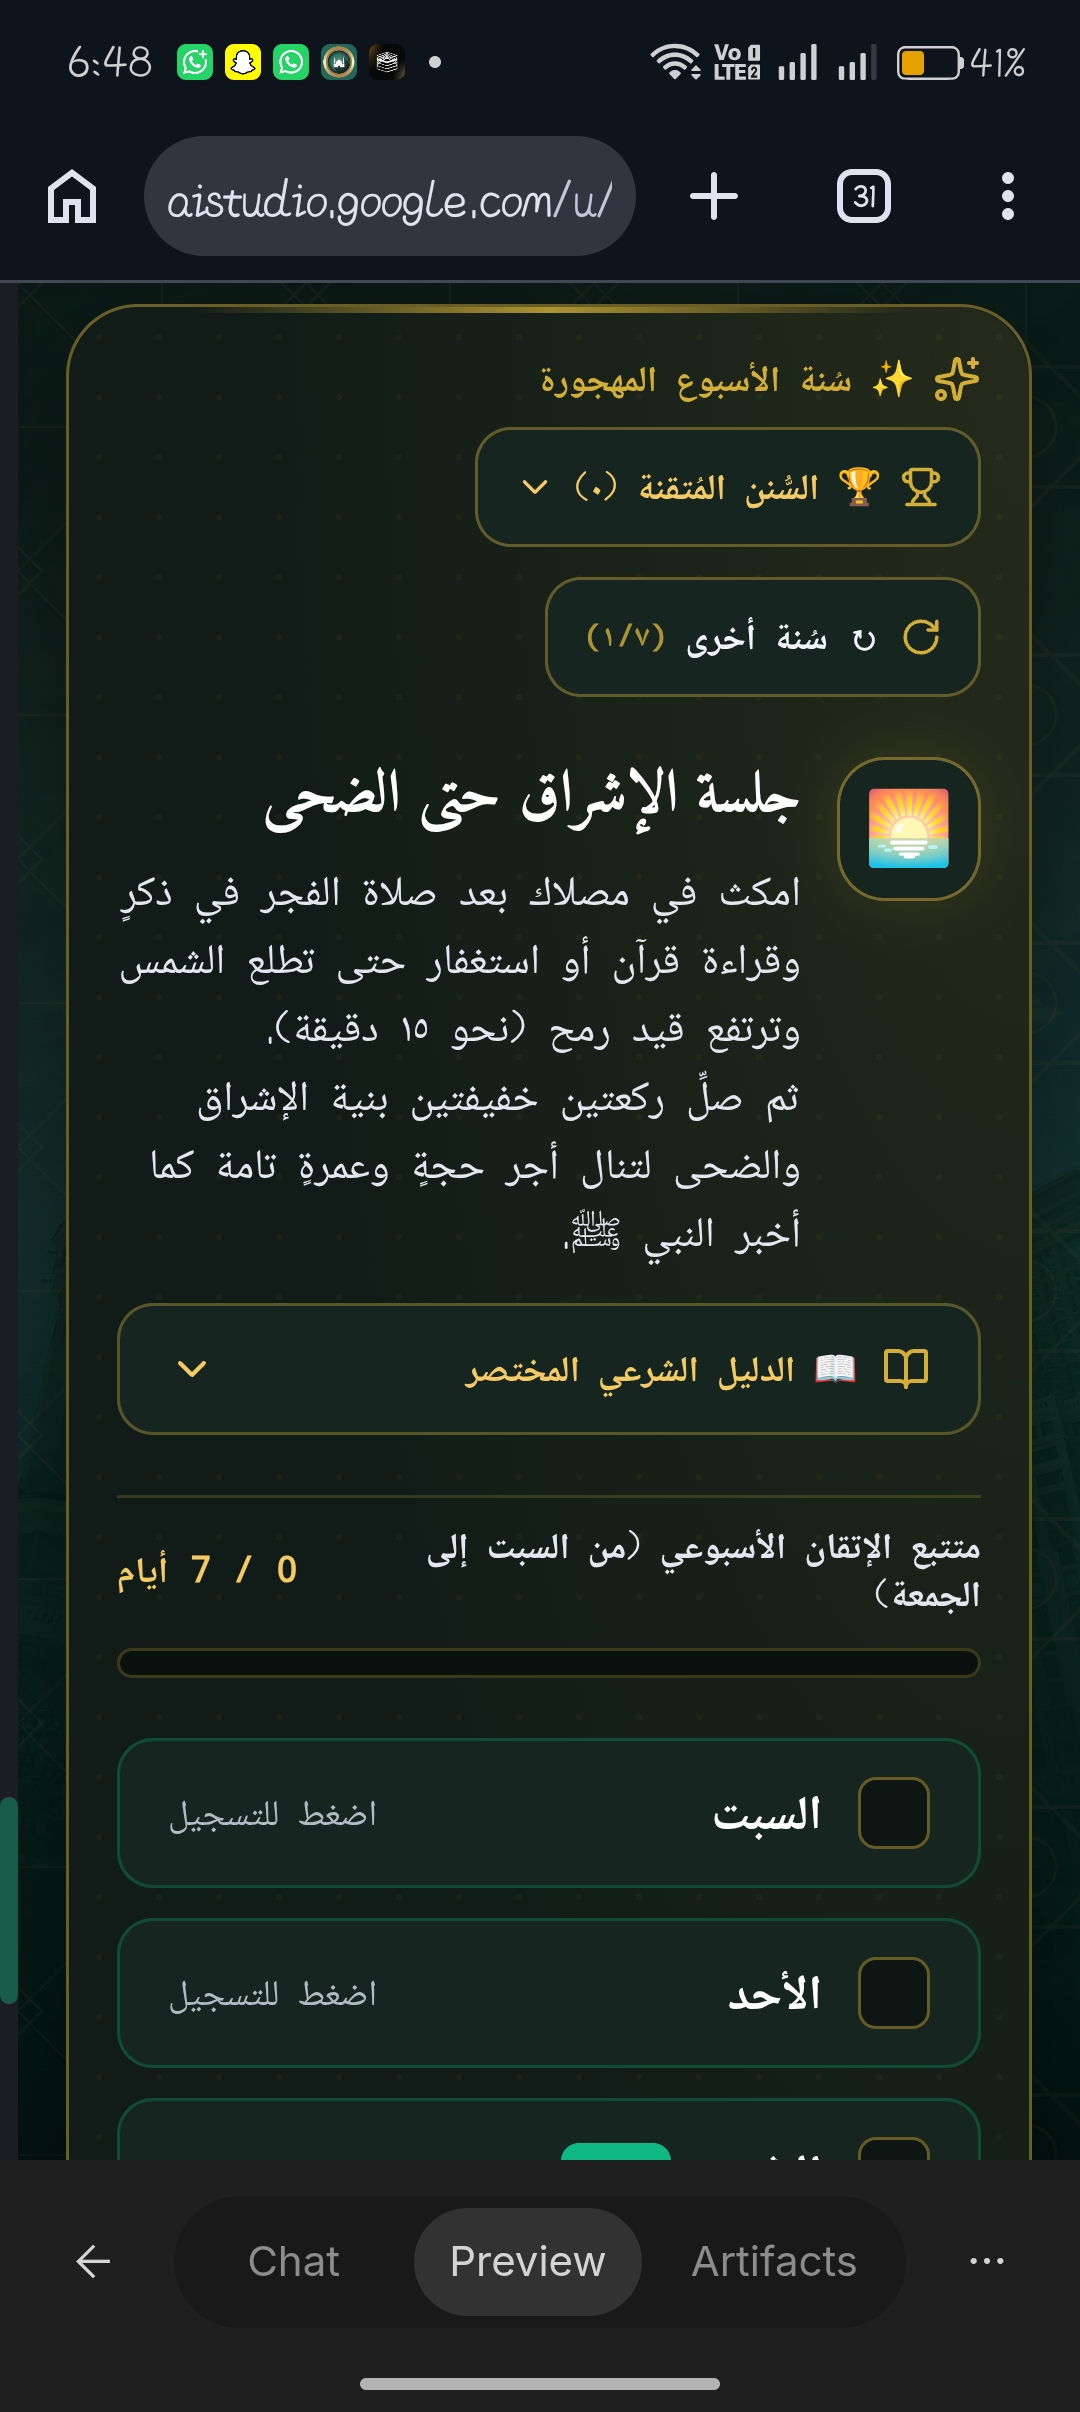 6:48
Vo 1 LTE 2
41%
aistudio.google.com/u/
31
سُنة الأسبوع المهجورة
السُّنن المُتقنة (٠)
↻ سُنة أخرى (١/٧)
جلسة الإشراق حتى الضحى
امكث في مصلاك بعد صلاة الفجر في ذكرٍ
وقراءة قرآن أو استغفار حتى تطلع الشمس
وترتفع قيد رمح (نحو ١٥ دقيقة).
ثم صلِّ ركعتين خفيفتين بنية الإشراق
والضحى لتنال أجر حجةٍ وعمرةٍ تامة كما
أخبر النبي ﷺ.
الدليل الشرعي المختصر
متتبع الإتقان الأسبوعي (من السبت إلى
الجمعة)
0 / 7 أيام
السبت
اضغط للتسجيل
الأحد
اضغط للتسجيل
Chat
Preview
Artifacts